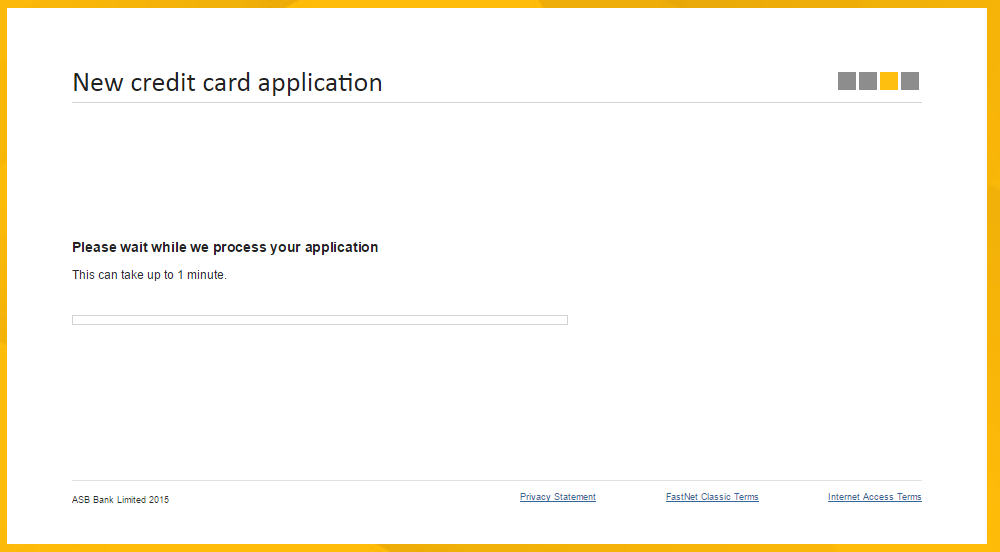 New credit card application
Please wait while we process your application
This can take up to 1 minute.
ASB Bank Limited 2015
Privacy Statement
FastNet Classic Terms
Internet Access Terms